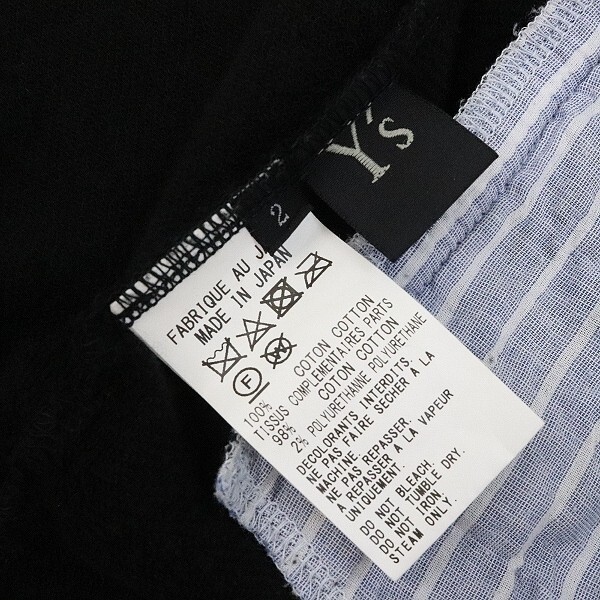 Y's
2
FABRIQUE AU J
MADE IN JAPAN
F
100% COTON COTTON
TISSUS COMPLEMENTAIRES PARTS
98% COTON COTTON
2% POLYURETHANNE POLYURETHANE
DECOLORANTS INTERDITS.
NE PAS FAIRE SÉCHER À LA
MACHINE.
NE PAS REPASSER
A REPASSER À LA VAPEUR
UNIQUEMENT.
DO NOT BLEACH.
DO NOT TUMBLE DRY.
DO NOT IRON
STEAM ONLY.